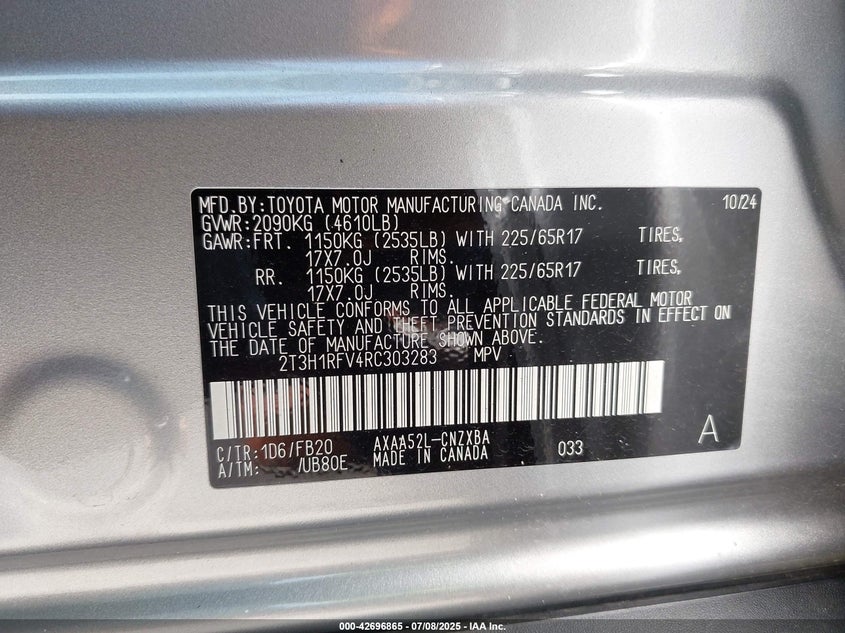 MFD.BY:TOYOTA MOTOR MANUFACTURING CANADA INC. 10/24
GVWR:2090KG (4610LB)
GAWR:FRT. 1150KG (2535LB) WITH 225/65R17 TIRES,
17X7.0J RIMS.
RR. 1150KG (2535LB) WITH 225/65R17 TIRES,
17X7.0J RIMS.
THIS VEHICLE CONFORMS TO ALL APPLICABLE FEDERAL MOTOR
VEHICLE SAFETY AND THEFT PREVENTION STANDARDS IN EFFECT ON
THE DATE OF MANUFACTURE SHOWN ABOVE.
2T3H1RFV4RC303283 MPV
C/TR:1D6/FB20 AXAA52L-CNZXBA 033 A
A/TM: /UB80E MADE IN CANADA
000-42696865 - 07/08/2025 - IAA Inc.